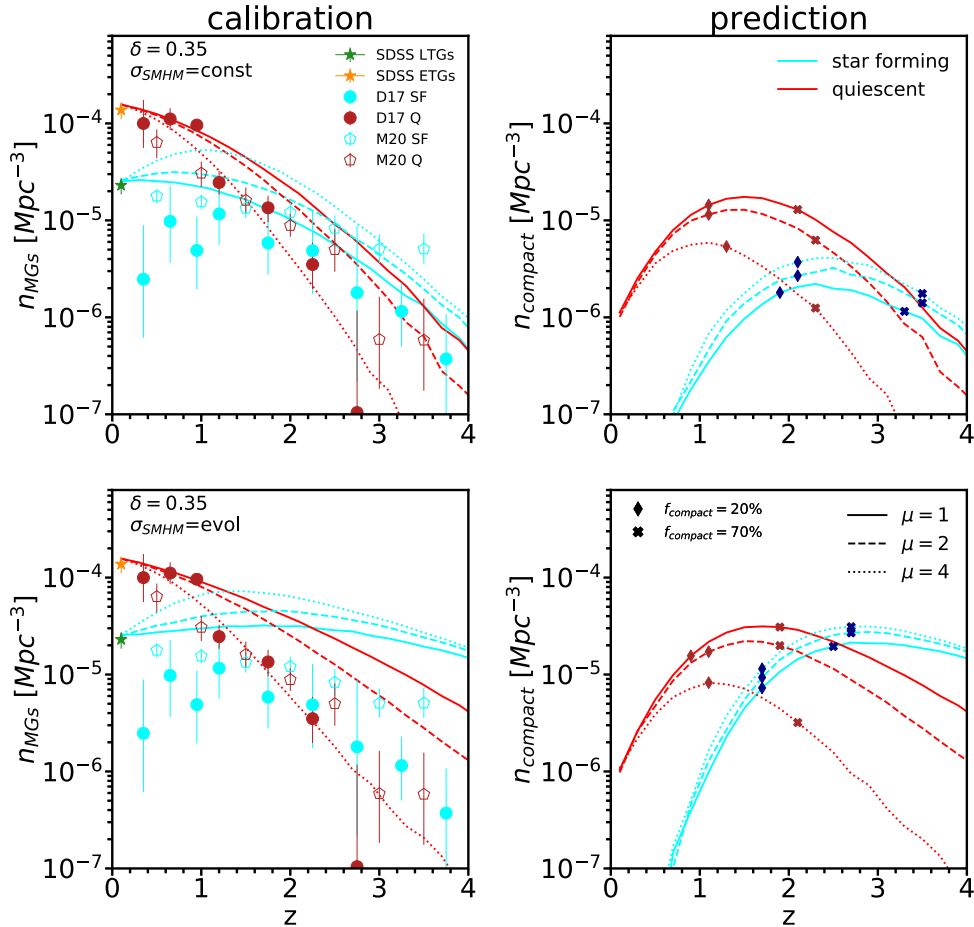 calibration
prediction
δ = 0.35
σSMHM=const
SDSS LTGs
SDSS ETGs
D17 SF
D17 Q
M20 SF
M20 Q
nMGs [Mpc−3]
10−4
10−5
10−6
10−7
0 1 2 3 4
star forming
quiescent
ncompact [Mpc−3]
10−4
10−5
10−6
10−7
0 1 2 3 4
δ = 0.35
σSMHM=evol
nMGs [Mpc−3]
10−4
10−5
10−6
10−7
0 1 2 3 4
z
fcompact = 20%
fcompact = 70%
μ = 1
μ = 2
μ = 4
ncompact [Mpc−3]
10−4
10−5
10−6
10−7
0 1 2 3 4
z